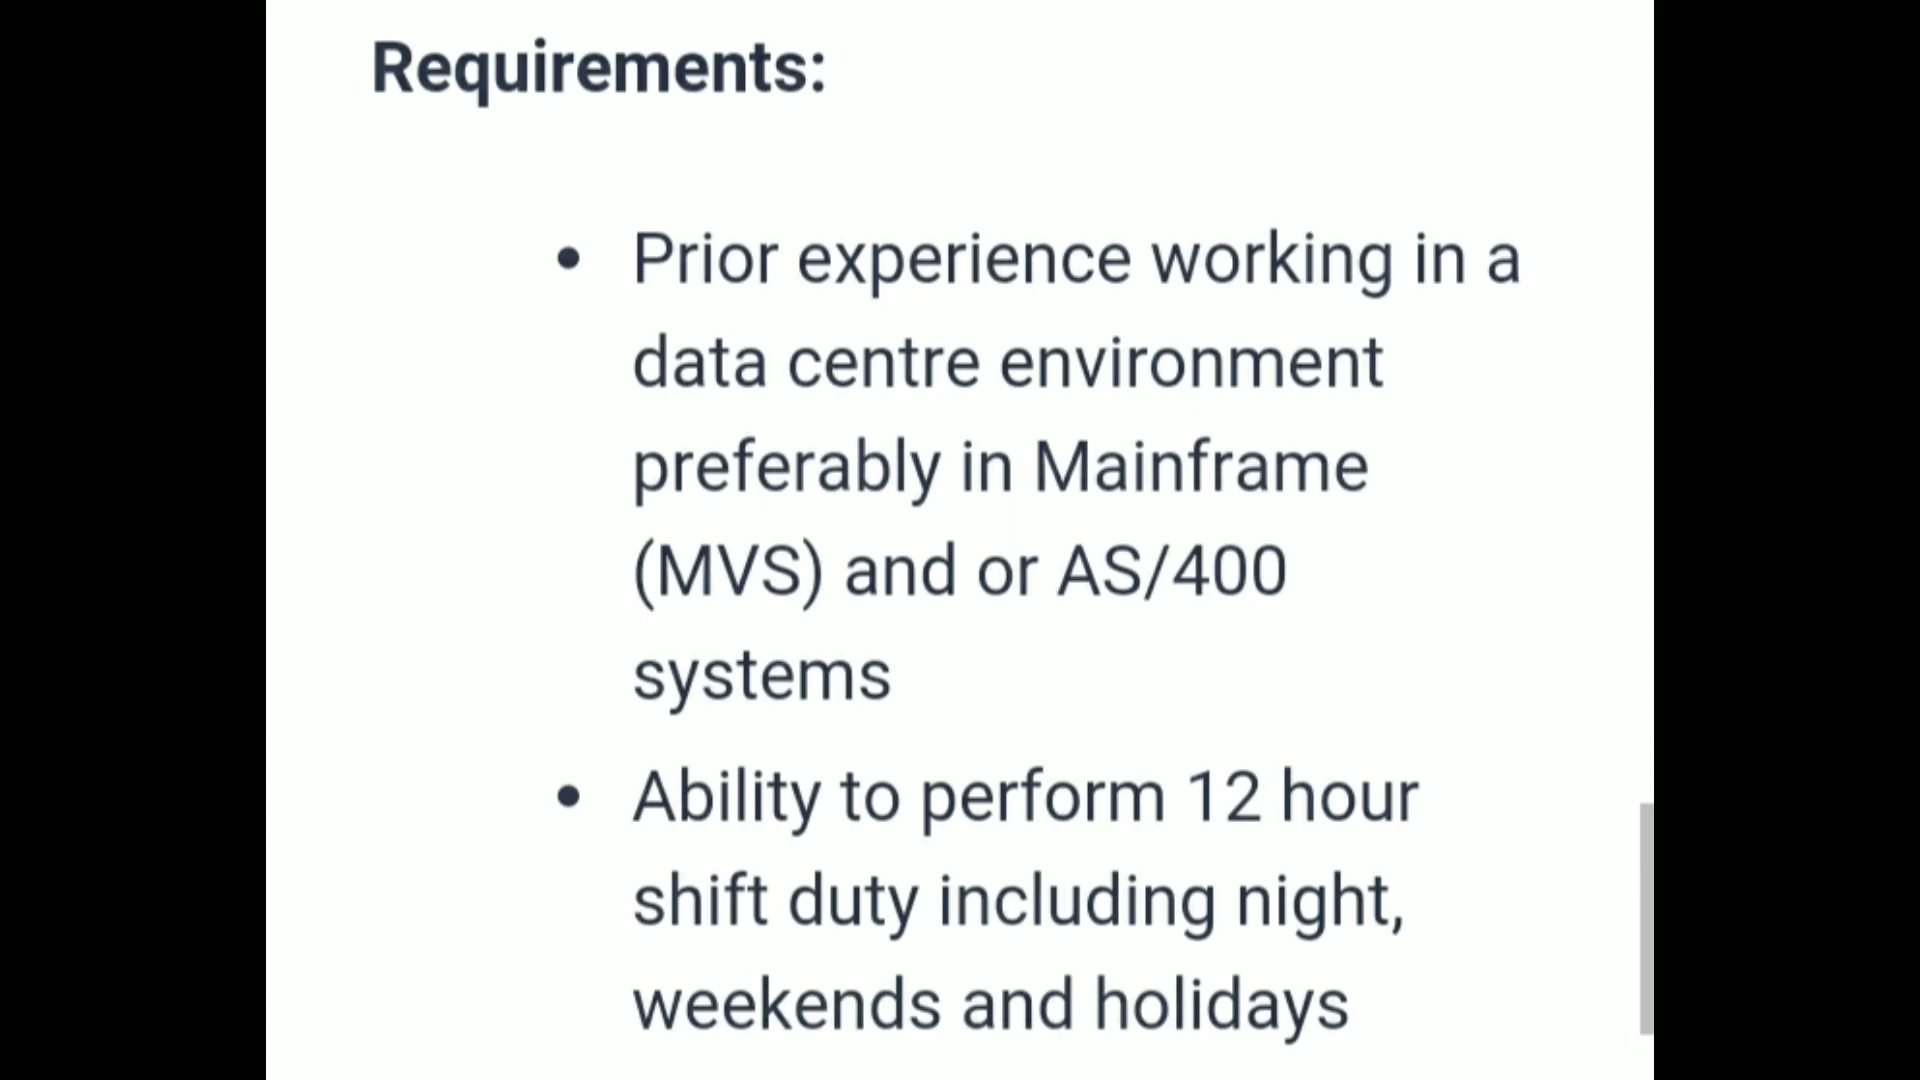 Requirements:
• Prior experience working in a
data centre environment
preferably in Mainframe
(MVS) and or AS/400
systems
• Ability to perform 12 hour
shift duty including night,
weekends and holidays